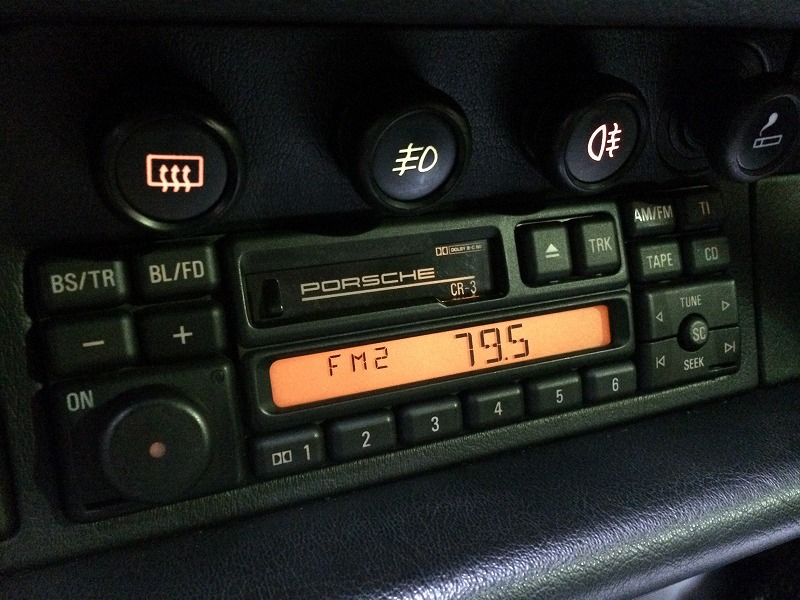 BS/TR
BL/FD
DOLBY B-C NR
PORSCHE
CR-3
TRK
AM/FM
TI
TAPE
CD
− +
FM2 79.5
TUNE
SC
SEEK
ON
1 2 3 4 5 6